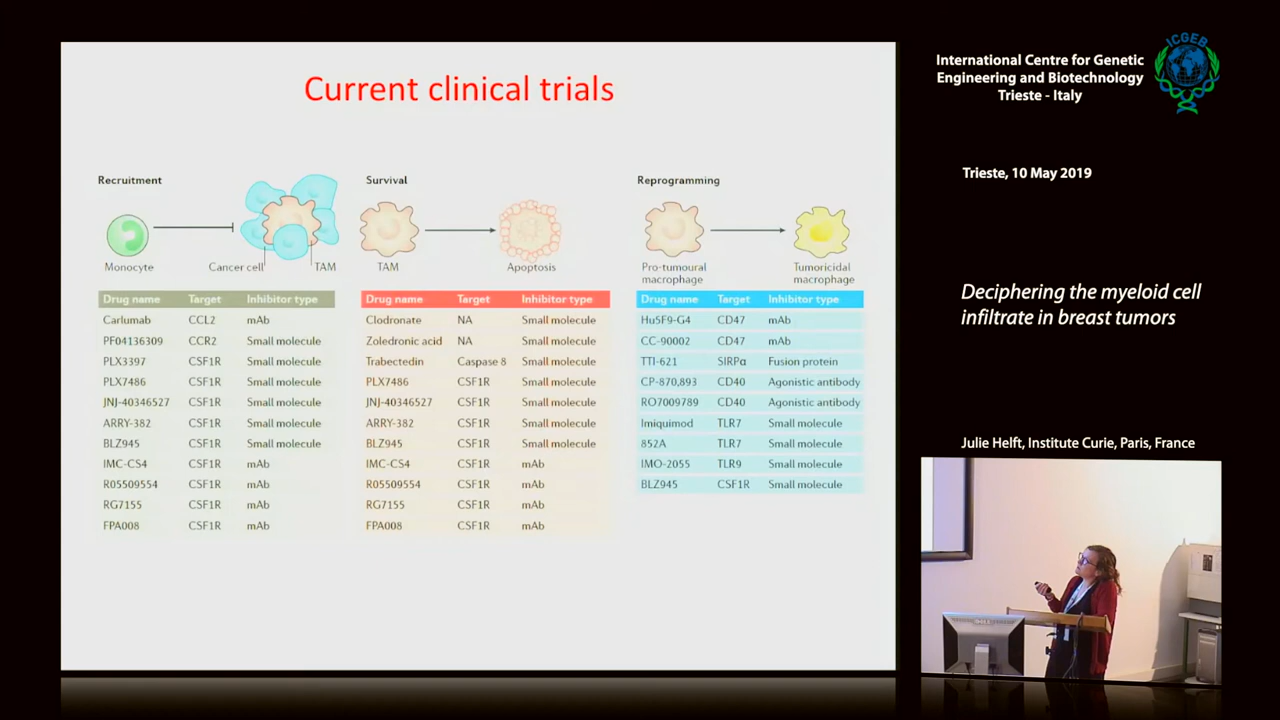 Current clinical trials
Recruitment
Monocyte
Cancer cell
TAM
Drug name Target Inhibitor type
Carlumab CCL2 mAb
PF04136309 CCR2 Small molecule
PLX3397 CSF1R Small molecule
PLX7486 CSF1R Small molecule
JNJ-40346527 CSF1R Small molecule
ARRY-382 CSF1R Small molecule
BLZ945 CSF1R Small molecule
IMC-CS4 CSF1R mAb
R05509554 CSF1R mAb
RG7155 CSF1R mAb
FPA008 CSF1R mAb
Survival
TAM
Apoptosis
Drug name Target Inhibitor type
Clodronate NA Small molecule
Zoledronic acid NA Small molecule
Trabectedin Caspase 8 Small molecule
PLX7486 CSF1R Small molecule
JNJ-40346527 CSF1R Small molecule
ARRY-382 CSF1R Small molecule
BLZ945 CSF1R Small molecule
IMC-CS4 CSF1R mAb
R05509554 CSF1R mAb
RG7155 CSF1R mAb
FPA008 CSF1R mAb
Reprogramming
Pro-tumoural
macrophage
Tumoricidal
macrophage
Drug name Target Inhibitor type
Hu5F9-G4 CD47 mAb
CC-90002 CD47 mAb
TTI-621 SIRPα Fusion protein
CP-870,893 CD40 Agonistic antibody
RO7009789 CD40 Agonistic antibody
Imiquimod TLR7 Small molecule
852A TLR7 Small molecule
IMO-2055 TLR9 Small molecule
BLZ945 CSF1R Small molecule
International Centre for Genetic
Engineering and Biotechnology
Trieste - Italy
ICGEB
Trieste, 10 May 2019
Deciphering the myeloid cell
infiltrate in breast tumors
Julie Helft, Institute Curie, Paris, France
DELL